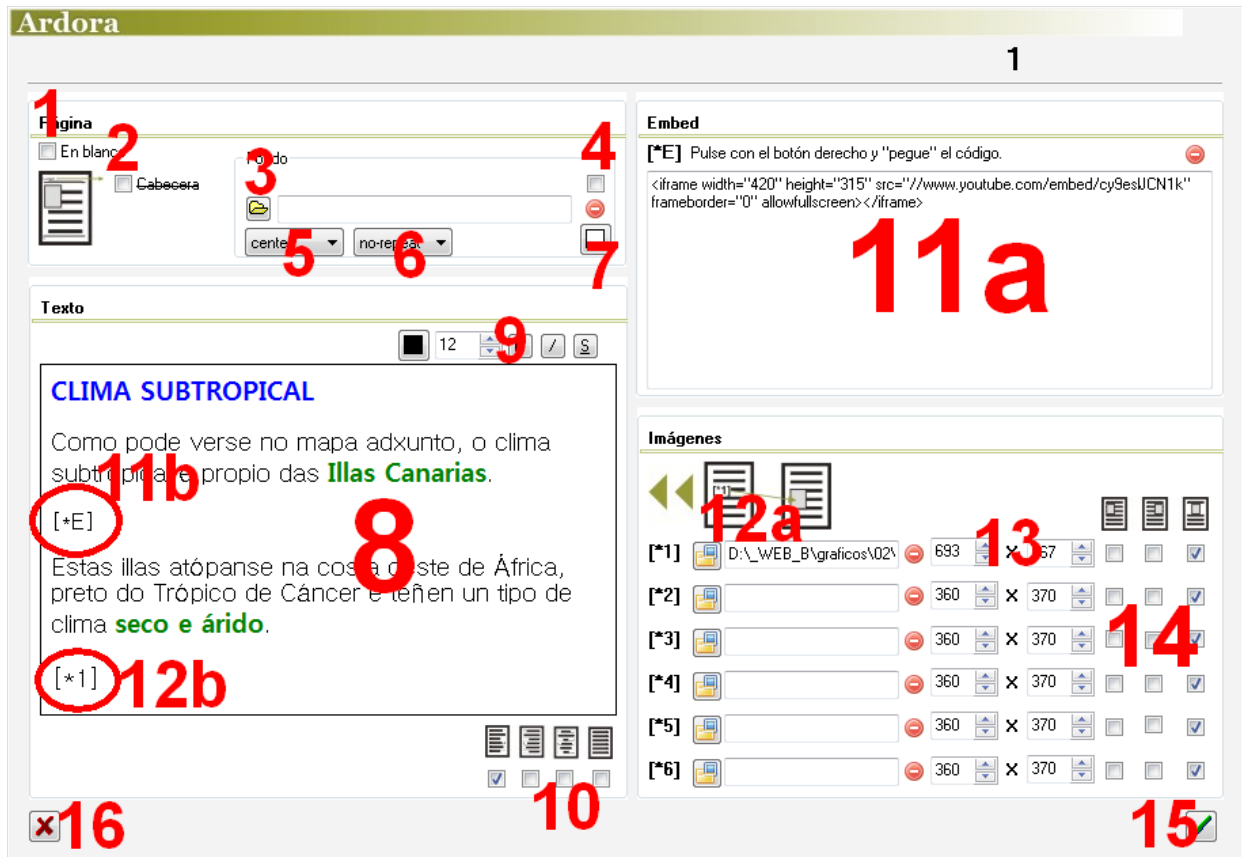 Ardora
1
1
Página
2
4
En blanco
Fondo
Cabecera
3
center
no-repeat
5
6
7
Texto
12
9
/
S
CLIMA SUBTROPICAL
Como pode verse no mapa adxunto, o clima
subtropical é propio das Illas Canarias.
11b
[*E]
8
Estas illas atópanse na costa oeste de África,
preto do Trópico de Cáncer e teñen un tipo de
clima seco e árido.
[*1]
12b
10
16
Embed
[*E] Pulse con el botón derecho y "pegue" el código.
<iframe width="420" height="315" src="//www.youtube.com/embed/cy9eslJCN1k"
frameborder="0" allowfullscreen></iframe>
11a
Imágenes
[*1]
12a
13
[*1] D:\_WEB_B\graficos\02\ 693 X
[*2] 360 X 370
[*3] 360 X 370
14
[*4] 360 X 370
[*5] 360 X 370
[*6] 360 X 370
15